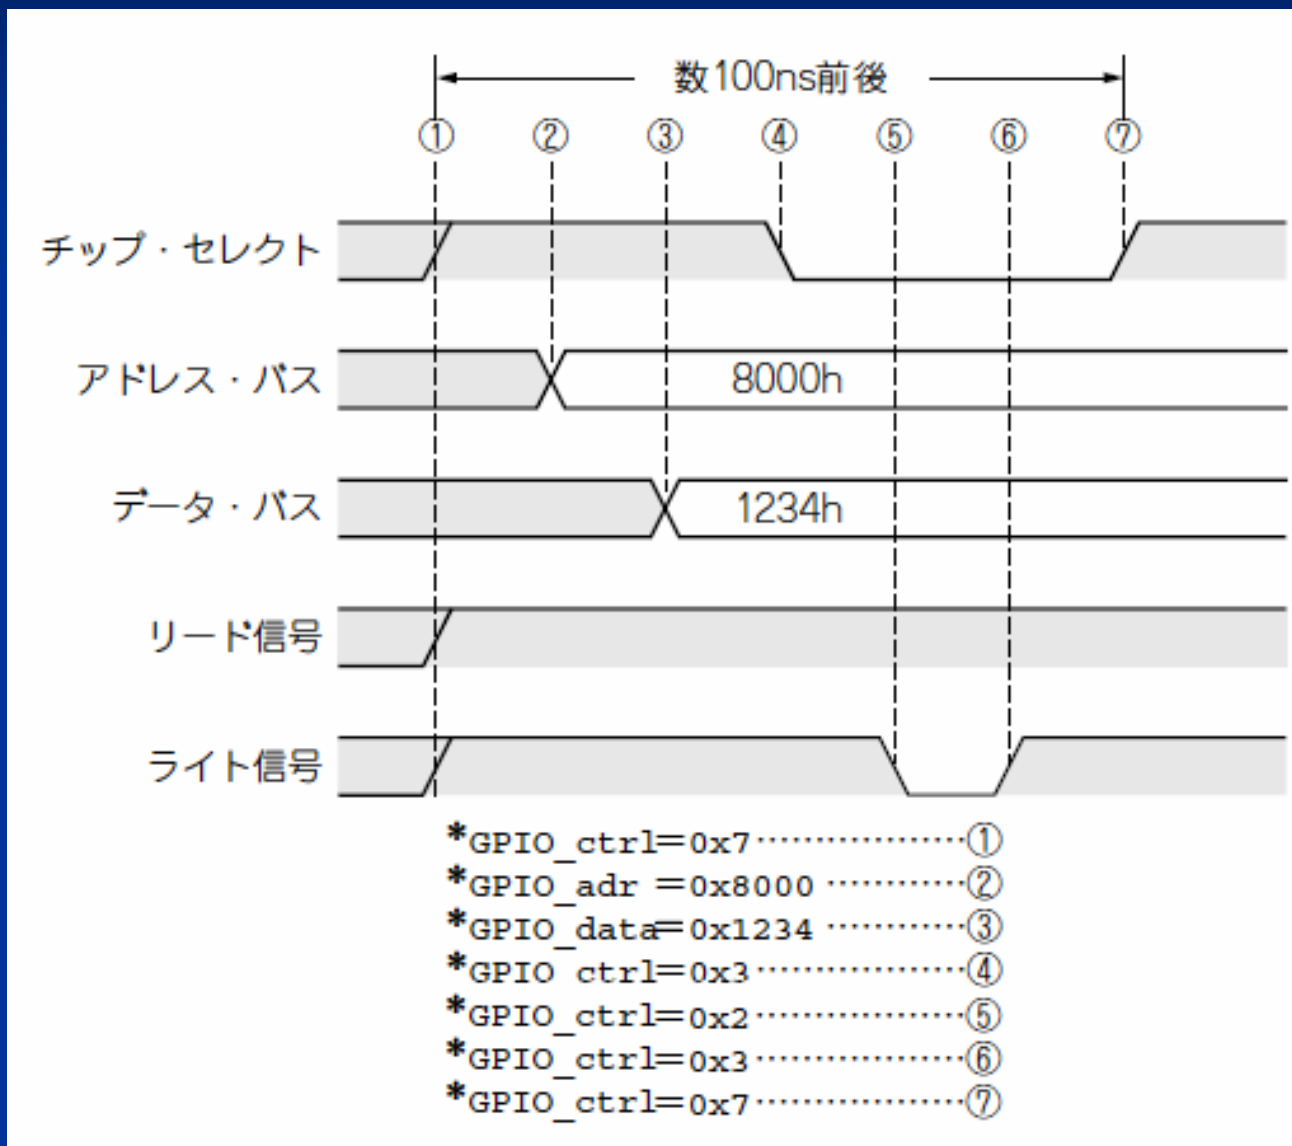 数100ns前後
① ② ③ ④ ⑤ ⑥ ⑦
チップ・セレクト
アドレス・バス 8000h
データ・バス 1234h
リード信号
ライト信号
*GPIO_ctrl=0x7………………①
*GPIO_adr =0x8000…………②
*GPIO_data=0x1234…………③
*GPIO ctrl=0x3………………④
*GPIO_ctrl=0x2………………⑤
*GPIO_ctrl=0x3………………⑥
*GPIO_ctrl=0x7………………⑦